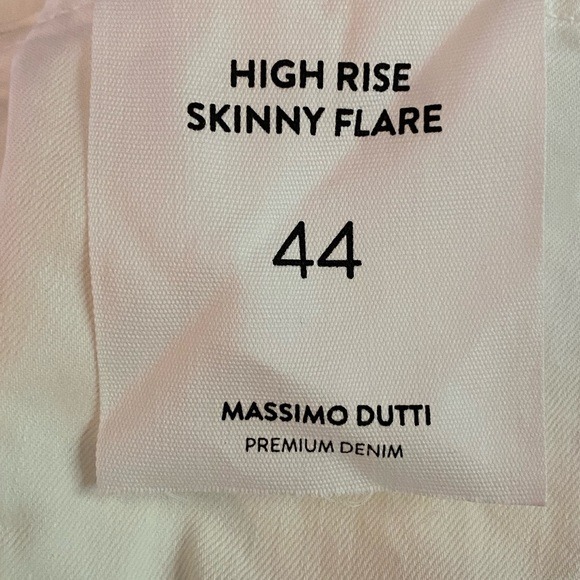 HIGH RISE
SKINNY FLARE
44
MASSIMO DUTTI
PREMIUM DENIM